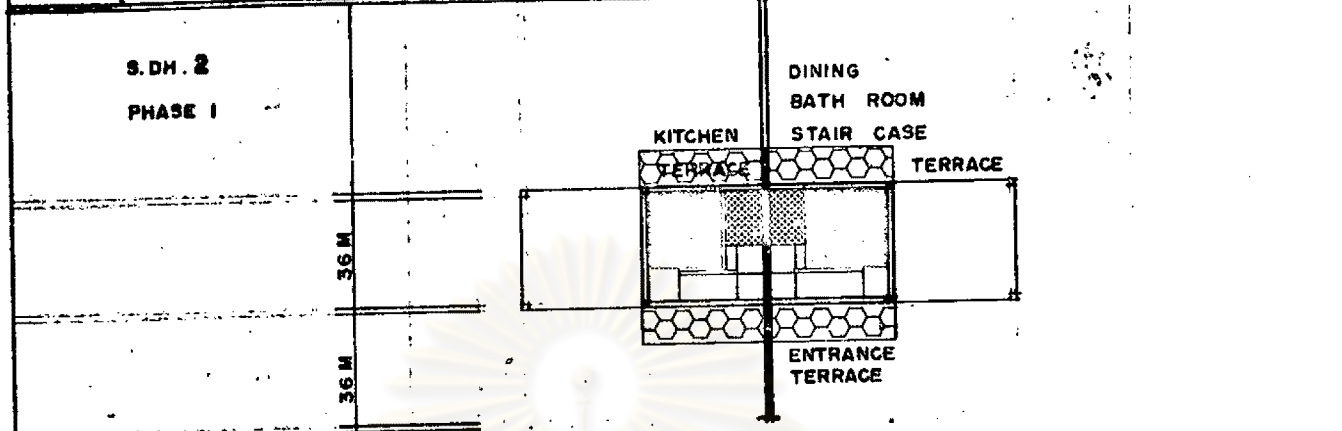 S.DH.2
PHASE I
DINING
BATH ROOM
KITCHEN
STAIR CASE
TERRACE
TERRACE
36 M
36 M
ENTRANCE
TERRACE